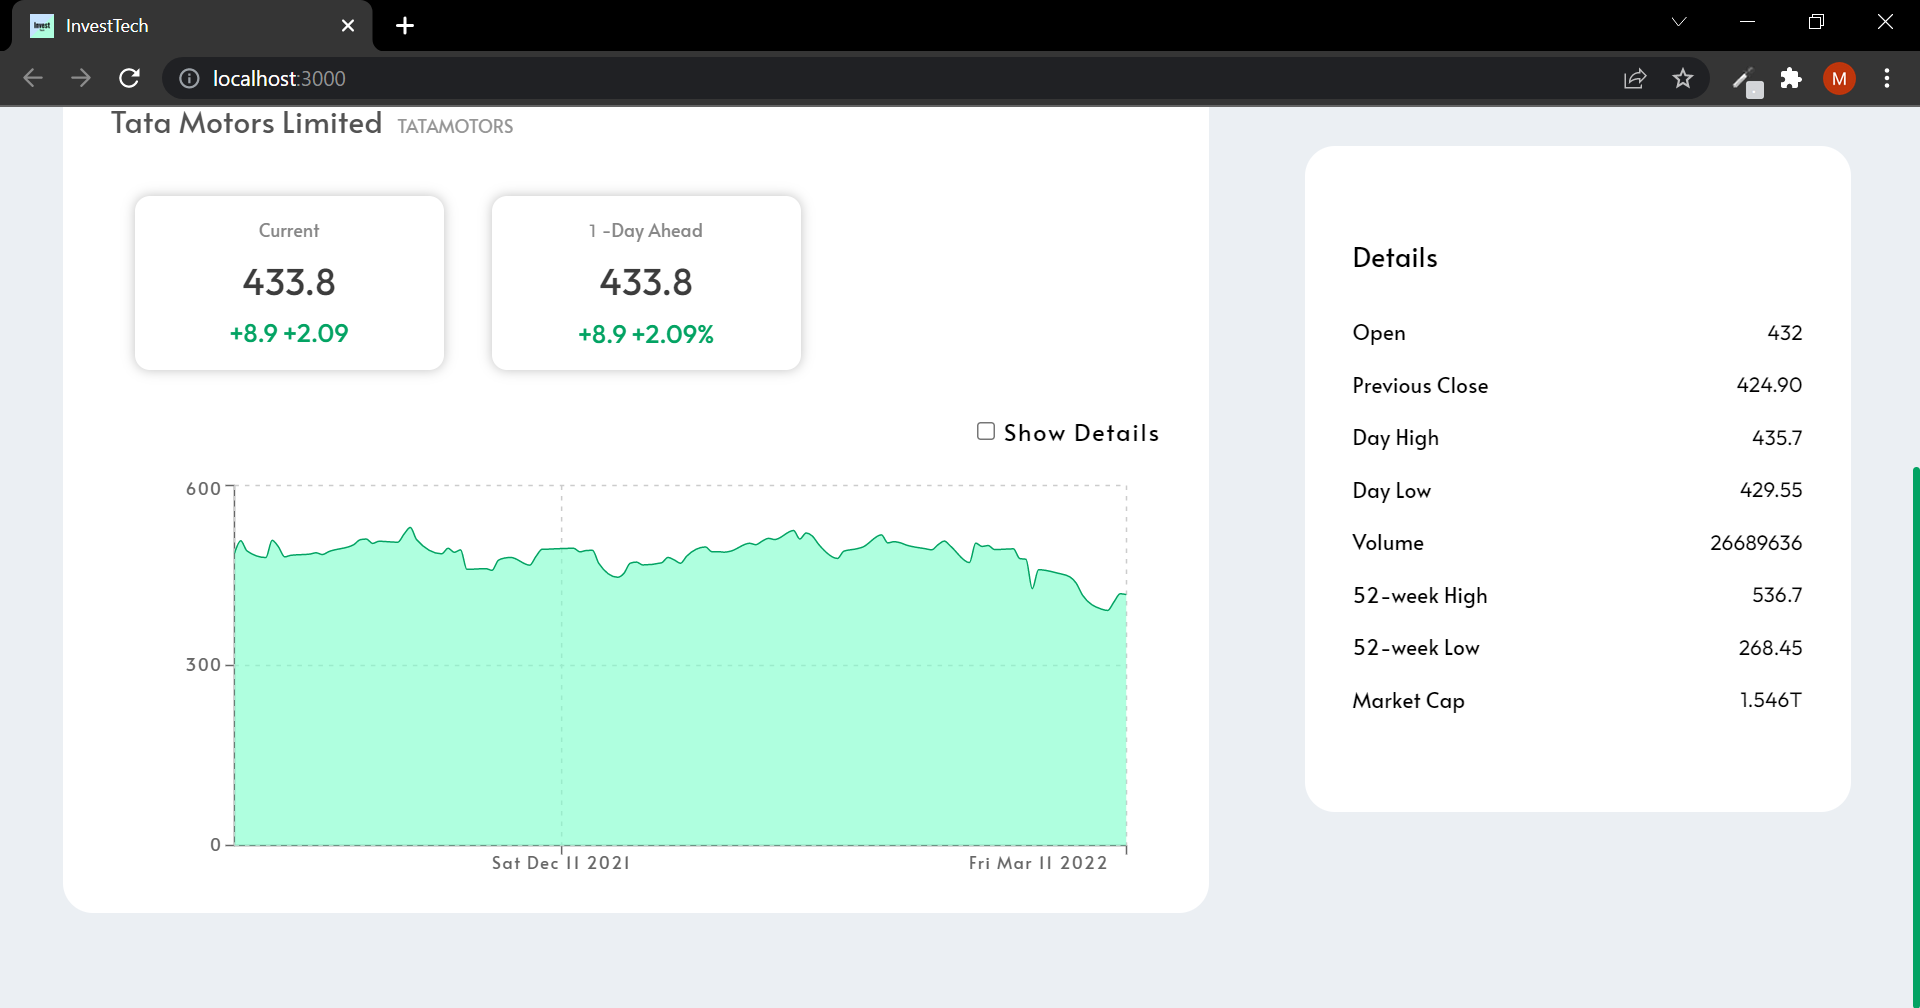 InvestTech
localhost:3000
M
Tata Motors Limited TATAMOTORS
Current
433.8
+8.9 +2.09
1 -Day Ahead
433.8
+8.9 +2.09%
Show Details
600
300
0
Sat Dec 11 2021
Fri Mar 11 2022
Details
Open 432
Previous Close 424.90
Day High 435.7
Day Low 429.55
Volume 26689636
52-week High 536.7
52-week Low 268.45
Market Cap 1.546T